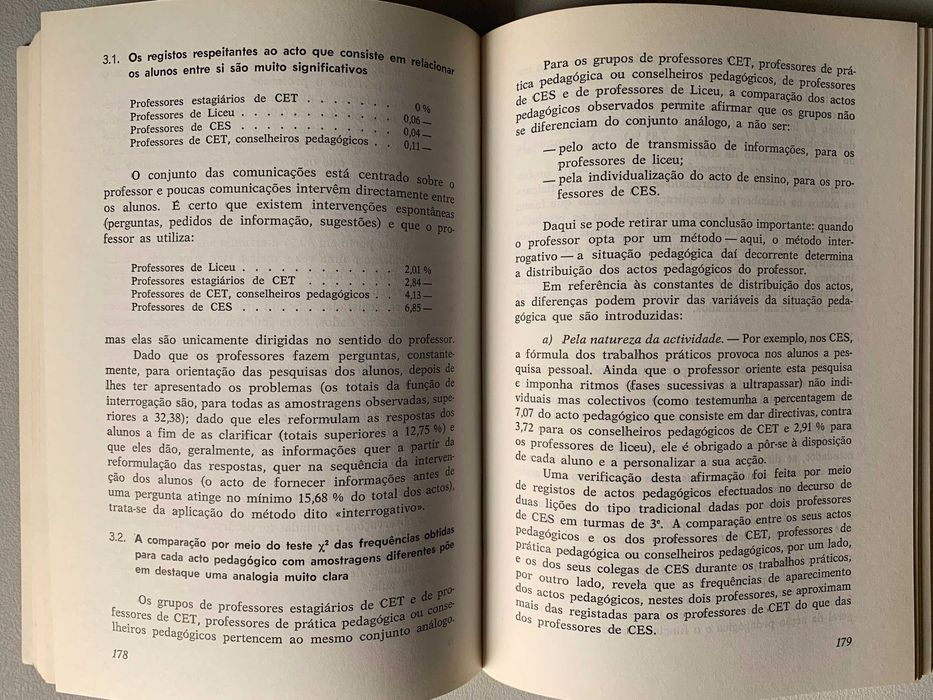 3.1. Os registos respeitantes ao acto que consiste em relacionar
os alunos entre si são muito significativos
Professores estagiários de CET . . . . . . . 0 %
Professores de Liceu . . . . . . . . . . . . 0,06 —
Professores de CES . . . . . . . . . . . . 0,04 —
Professores de CET, conselheiros pedagógicos . . 0,11 —
O conjunto das comunicações está centrado sobre o
professor e poucas comunicações intervêm directamente entre
os alunos. É certo que existem intervenções espontâneas
(perguntas, pedidos de informação, sugestões) e que o pro-
fessor as utiliza:
Professores de Liceu . . . . . . . . . . . . 2,01 %
Professores estagiários de CET . . . . . . . 2,84 —
Professores de CET, conselheiros pedagógicos . . 4,13 —
Professores de CES . . . . . . . . . . . . 6,85 —
mas elas são unicamente dirigidas no sentido do professor.
Dado que os professores fazem perguntas, constante-
mente, para orientação das pesquisas dos alunos, depois de
lhes ter apresentado os problemas (os totais da função de
interrogação são, para todas as amostragens observadas, supe-
riores a 32,38); dado que eles reformulam as respostas dos
alunos a fim de as clarificar (totais superiores a 12,75 %) e
que eles dão, geralmente, as informações quer a partir da
reformulação das respostas, quer na sequência da interven-
ção dos alunos (o acto de fornecer informações antes de
uma pergunta atinge no mínimo 15,68 % do total dos actos),
trata-se da aplicação do método dito «interrogativo».
3.2. A comparação por meio do teste χ² das frequências obtidas
para cada acto pedagógico com amostragens diferentes põe
em destaque uma analogia muito clara
Os grupos de professores estagiários de CET e de pro-
fessores de CET, professores de prática pedagógica ou conse-
lheiros pedagógicos pertencem ao mesmo conjunto análogo.
178
Para os grupos de professores CET, professores de prá-
tica pedagógica ou conselheiros pedagógicos, de professores
de CES e de professores de Liceu, a comparação dos actos
pedagógicos observados permite afirmar que os grupos não
se diferenciam do conjunto análogo, a não ser:
— pelo acto de transmissão de informações, para os
professores de liceu;
— pela individualização do acto de ensino, para os pro-
fessores de CES.
Daqui se pode retirar uma conclusão importante: quando
o professor opta por um método — aqui, o método inter-
rogativo — a situação pedagógica daí decorrente determina
a distribuição dos actos pedagógicos do professor.
Em referência às constantes de distribuição dos actos,
as diferenças podem provir das variáveis da situação peda-
gógica que são introduzidas:
a) Pela natureza da actividade. — Por exemplo, nos CES,
a fórmula dos trabalhos práticos provoca nos alunos a pes-
quisa pessoal. Ainda que o professor oriente esta pesquisa
e imponha ritmos (fases sucessivas a ultrapassar) não indi-
viduais mas colectivos (como testemunha a percentagem de
7,07 do acto pedagógico que consiste em dar directivas, contra
3,72 para os conselheiros pedagógicos de CET e 2,91 % para
os professores de liceu), ele é obrigado a pôr-se à disposição
de cada aluno e a personalizar a sua acção.
Uma verificação desta afirmação foi feita por meio
de registos de actos pedagógicos efectuados no decurso de
duas lições do tipo tradicional dadas por dois professores
de CES em turmas de 3º. A comparação entre os seus actos
pedagógicos e os dos professores de CET, professores de
prática pedagógica ou conselheiros pedagógicos, por um lado,
e os dos seus colegas de CES durante os trabalhos práticos,
por outro lado, revela que as frequências de aparecimento
dos actos pedagógicos, nestes dois professores, se aproximam
mais das registadas para os professores de CET do que das
dos professores de CES.
179